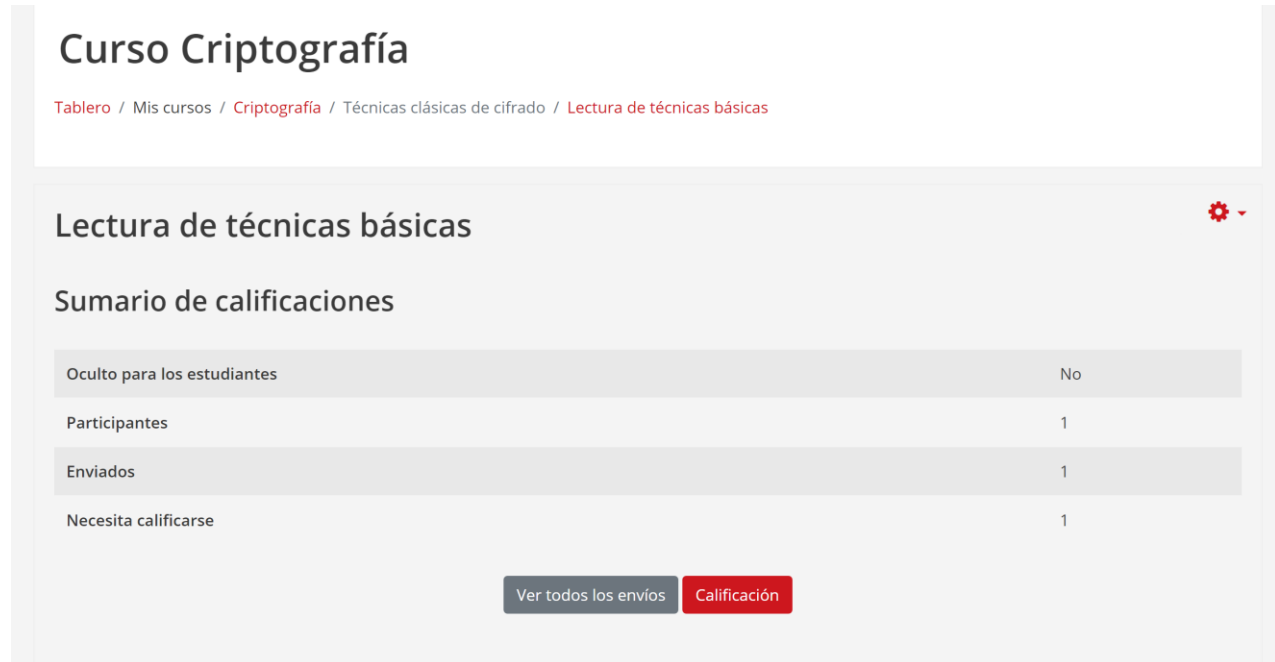 Curso Criptografía
Tablero / Mis cursos / Criptografía / Técnicas clásicas de cifrado / Lectura de técnicas básicas
Lectura de técnicas básicas
Sumario de calificaciones
Oculto para los estudiantes No
Participantes 1
Enviados 1
Necesita calificarse 1
Ver todos los envíos Calificación